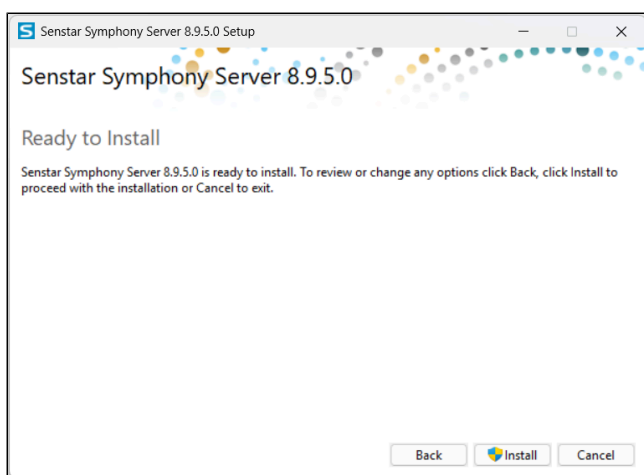 Senstar Symphony Server 8.9.5.0 Setup
Senstar Symphony Server 8.9.5.0
Ready to Install
Senstar Symphony Server 8.9.5.0 is ready to install. To review or change any options click Back, click Install to
proceed with the installation or Cancel to exit.
Back Install Cancel